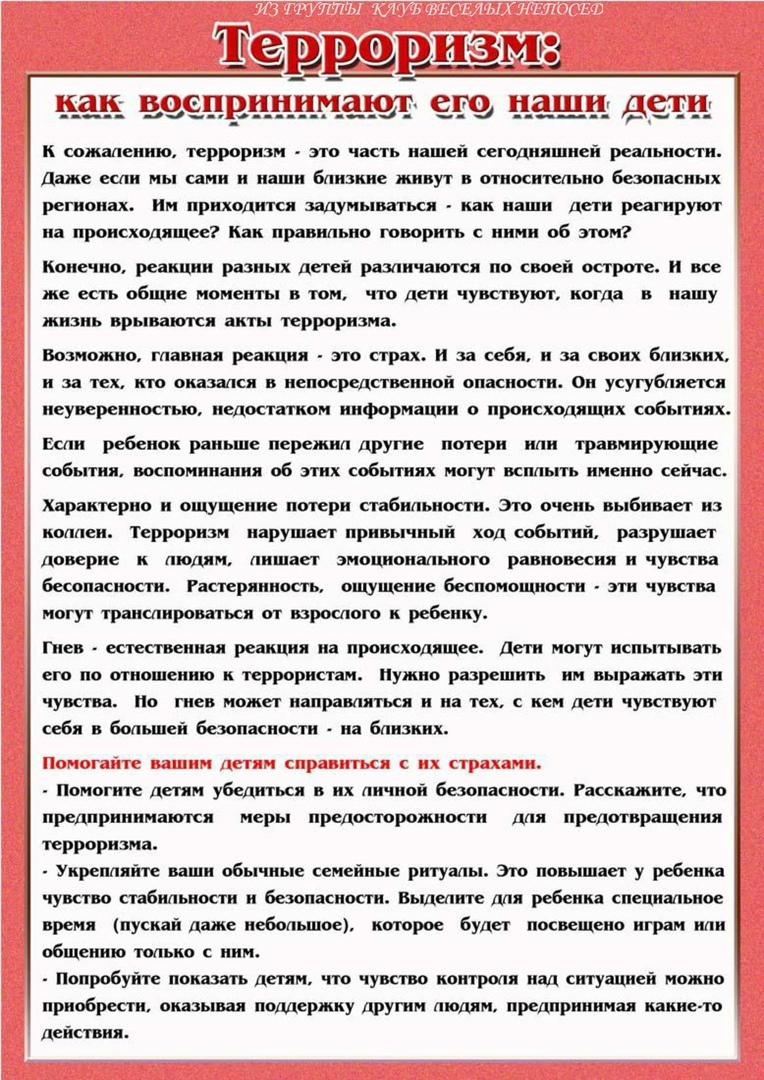 ИЗ ГРУППЫ КЛУБ ВЕСЕЛЫХ НЕПОСЕД
Терроризм:
как воспринимают его наши дети
К сожалению, терроризм - это часть нашей сегодняшней реальности.
Даже если мы сами и наши близкие живут в относительно безопасных
регионах. Им приходится задумываться - как наши дети реагируют
на происходящее? Как правильно говорить с ними об этом?
Конечно, реакции разных детей различаются по своей остроте. И все
же есть общие моменты в том, что дети чувствуют, когда в нашу
жизнь врываются акты терроризма.
Возможно, главная реакция - это страх. И за себя, и за своих близких,
и за тех, кто оказался в непосредственной опасности. Он усугубляется
неуверенностью, недостатком информации о происходящих событиях.
Если ребенок раньше пережил другие потери или травмирующие
события, воспоминания об этих событиях могут всплыть именно сейчас.
Характерно и ощущение потери стабильности. Это очень выбивает из
коллеи. Терроризм нарушает привычный ход событий, разрушает
доверие к людям, лишает эмоционального равновесия и чувства
бесопасности. Растерянность, ощущение беспомощности - эти чувства
могут транслироваться от взрослого к ребенку.
Гнев - естественная реакция на происходящее. Дети могут испытывать
его по отношению к террористам. Нужно разрешить им выражать эти
чувства. Но гнев может направляться и на тех, с кем дети чувствуют
себя в большей безопасности - на близких.
Помогайте вашим детям справиться с их страхами.
- Помогите детям убедиться в их личной безопасности. Расскажите, что
предпринимаются меры предосторожности для предотвращения
терроризма.
- Укрепляйте ваши обычные семейные ритуалы. Это повышает у ребенка
чувство стабильности и безопасности. Выделите для ребенка специальное
время (пускай даже небольшое), которое будет посвещено играм или
общению только с ним.
- Попробуйте показать детям, что чувство контроля над ситуацией можно
приобрести, оказывая поддержку другим людям, предпринимая какие-то
действия.